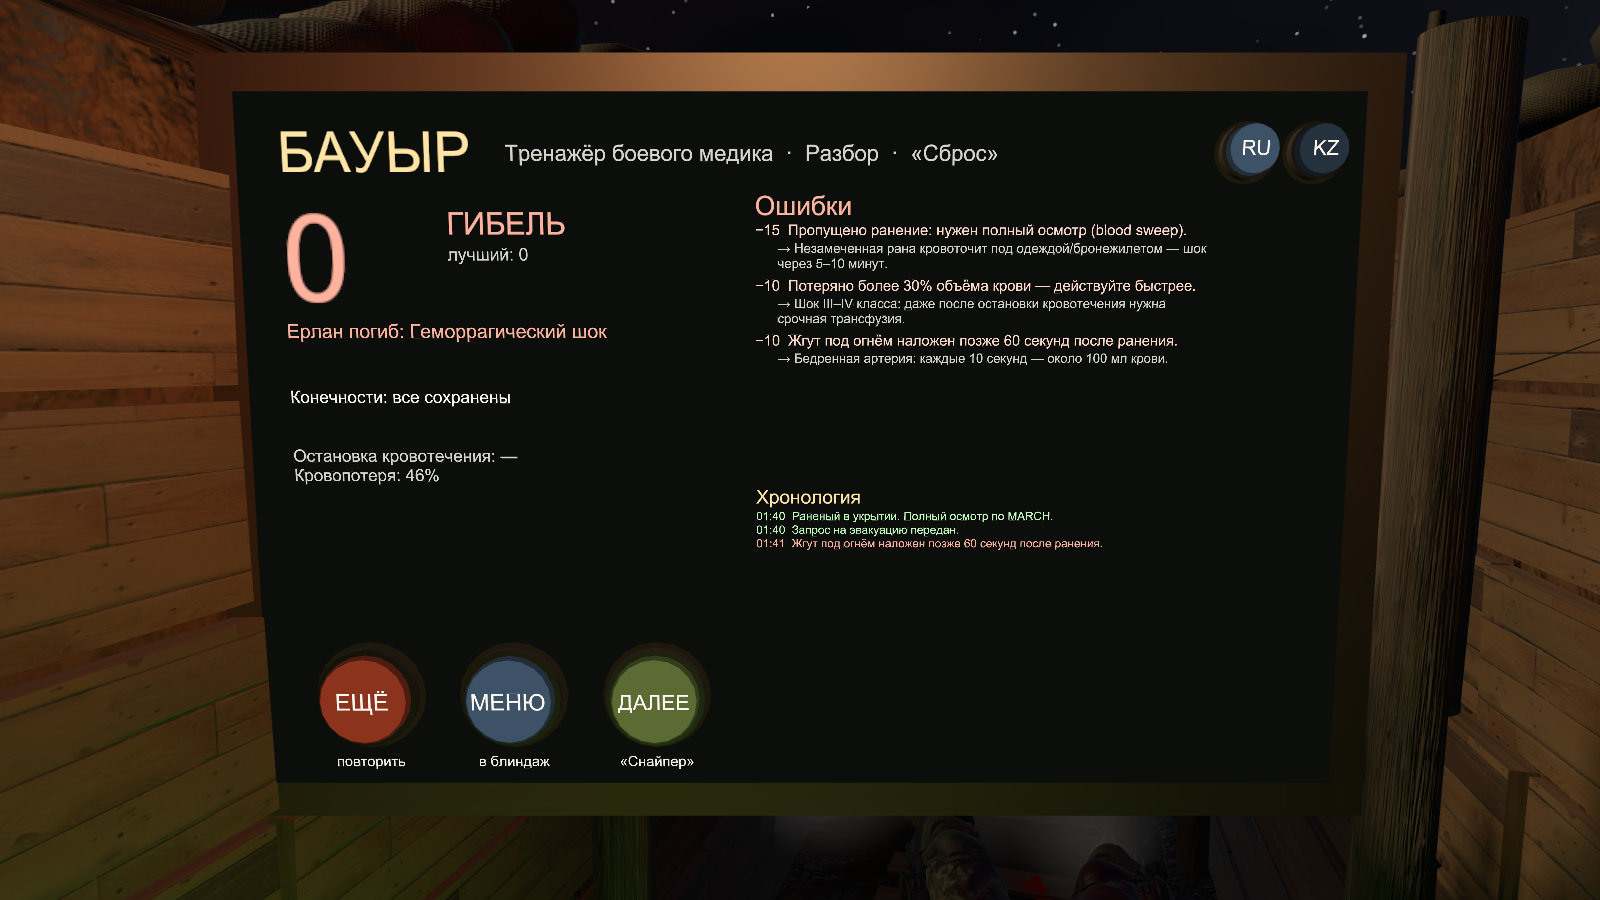 БАУЫР
Тренажёр боевого медика · Разбор · «Сброс»
RU
KZ
0
ГИБЕЛЬ
лучший: 0
Ерлан погиб: Геморрагический шок
Конечности: все сохранены
Остановка кровотечения: —
Кровопотеря: 46%
Ошибки
−15 Пропущено ранение: нужен полный осмотр (blood sweep).
→ Незамеченная рана кровоточит под одеждой/бронежилетом — шок
через 5–10 минут.
−10 Потеряно более 30% объёма крови — действуйте быстрее.
→ Шок III–IV класса: даже после остановки кровотечения нужна
срочная трансфузия.
−10 Жгут под огнём наложен позже 60 секунд после ранения.
→ Бедренная артерия: каждые 10 секунд — около 100 мл крови.
Хронология
01:40 Раненый в укрытии. Полный осмотр по MARCH.
01:40 Запрос на эвакуацию передан.
01:41 Жгут под огнём наложен позже 60 секунд после ранения.
ЕЩЁ
МЕНЮ
ДАЛЕЕ
повторить
в блиндаж
«Снайпер»